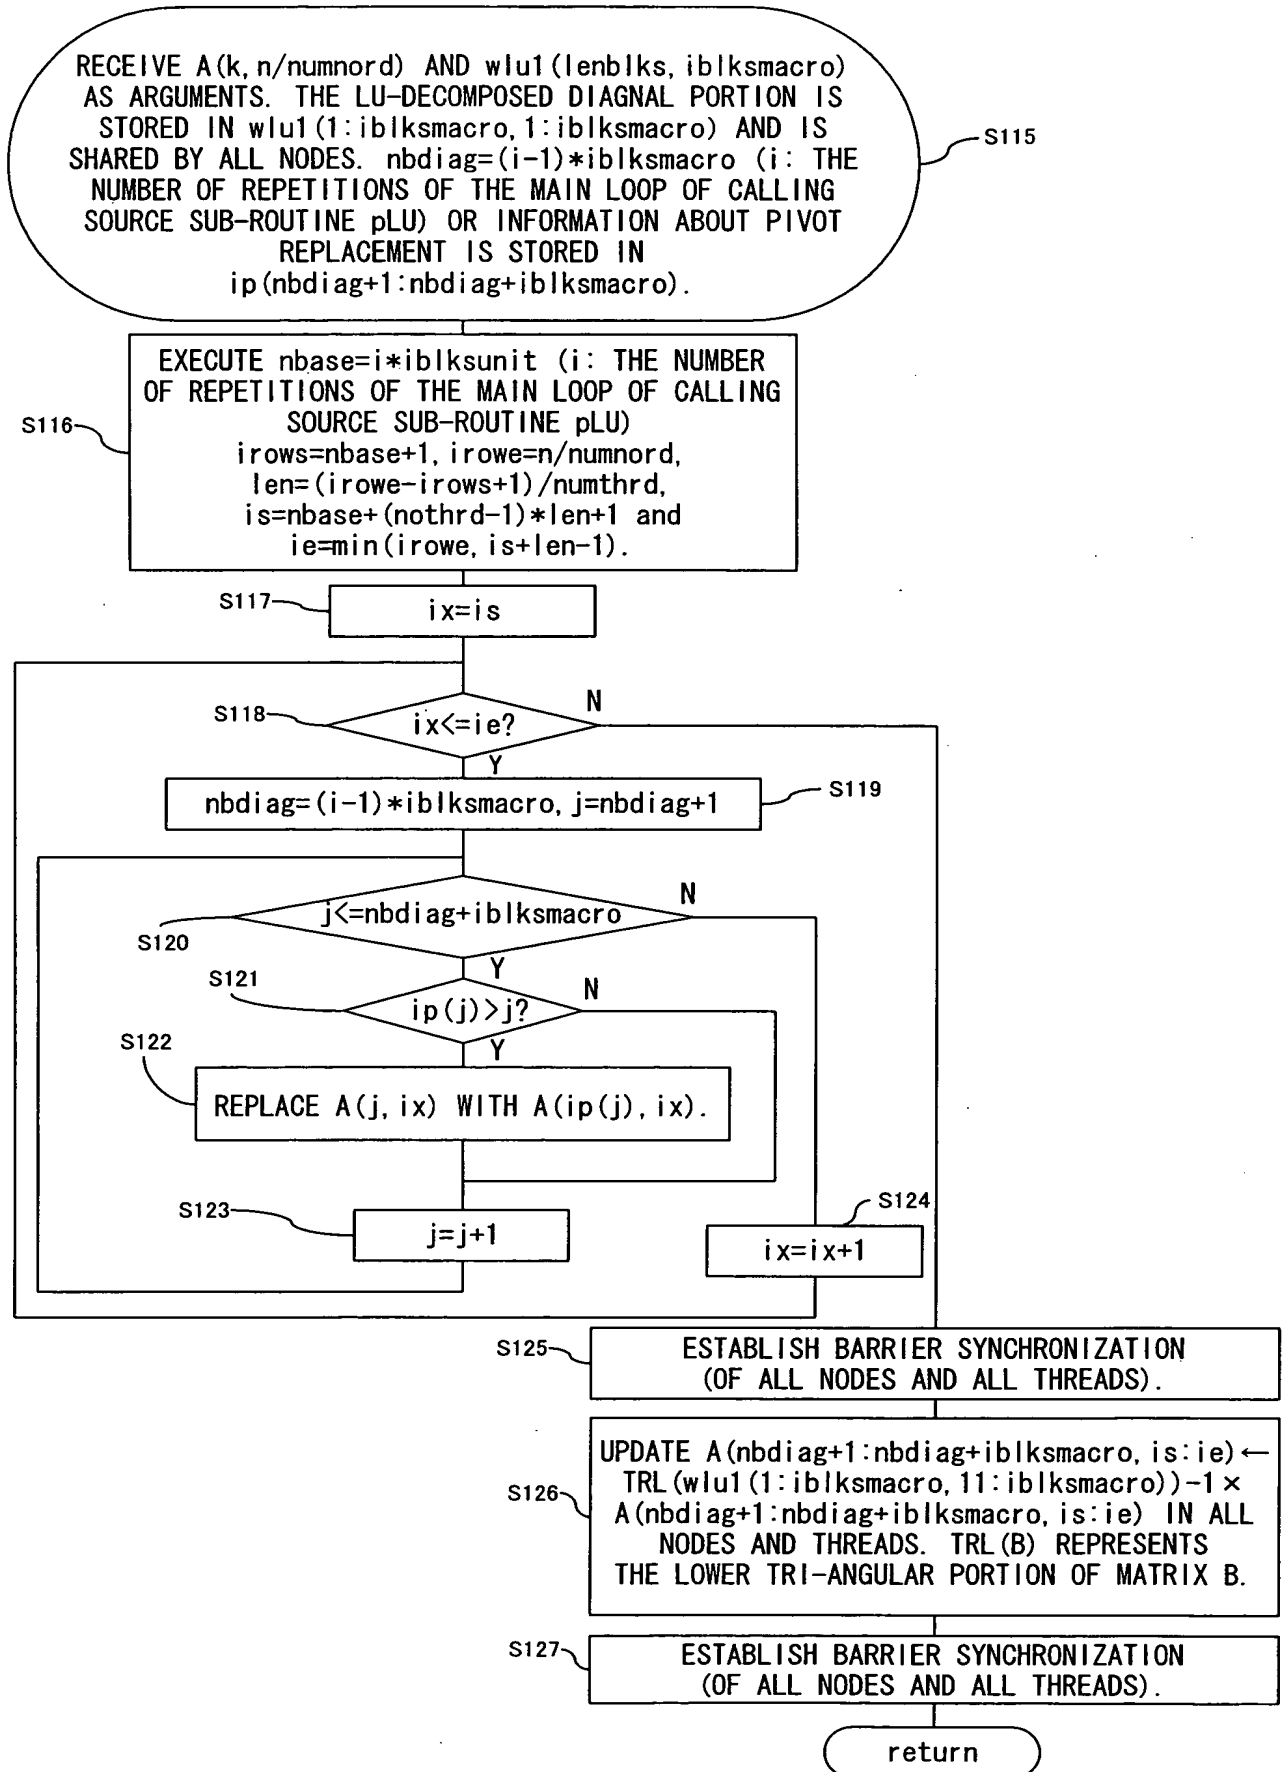 RECEIVE A(k, n/numnord) AND wlu1(lenblks, iblksmacro)
AS ARGUMENTS. THE LU-DECOMPOSED DIAGNAL PORTION IS
STORED IN wlu1(1:iblksmacro, 1:iblksmacro) AND IS
SHARED BY ALL NODES. nbdiag=(i-1)*iblksmacro (i: THE
NUMBER OF REPETITIONS OF THE MAIN LOOP OF CALLING
SOURCE SUB-ROUTINE pLU) OR INFORMATION ABOUT PIVOT
REPLACEMENT IS STORED IN
ip(nbdiag+1:nbdiag+iblksmacro).
S115
EXECUTE nbase=i*iblksunit (i: THE NUMBER
OF REPETITIONS OF THE MAIN LOOP OF CALLING
SOURCE SUB-ROUTINE pLU)
irows=nbase+1, irowe=n/numnord,
len=(irowe-irows+1)/numthrd,
is=nbase+(nothrd-1)*len+1 and
ie=min(irowe, is+len-1).
S116
S117
ix=is
S118
ix<=ie?
N
Y
nbdiag=(i-1)*iblksmacro, j=nbdiag+1
S119
j<=nbdiag+iblksmacro
N
S120
Y
S121
ip(j)>j?
N
Y
S122
REPLACE A(j, ix) WITH A(ip(j), ix).
S123
j=j+1
S124
ix=ix+1
S125
ESTABLISH BARRIER SYNCHRONIZATION
(OF ALL NODES AND ALL THREADS).
S126
UPDATE A(nbdiag+1:nbdiag+iblksmacro, is:ie)←
TRL(wlu1(1:iblksmacro, 11:iblksmacro))-1×
A(nbdiag+1:nbdiag+iblksmacro, is:ie) IN ALL
NODES AND THREADS. TRL(B) REPRESENTS
THE LOWER TRI-ANGULAR PORTION OF MATRIX B.
S127
ESTABLISH BARRIER SYNCHRONIZATION
(OF ALL NODES AND ALL THREADS).
return